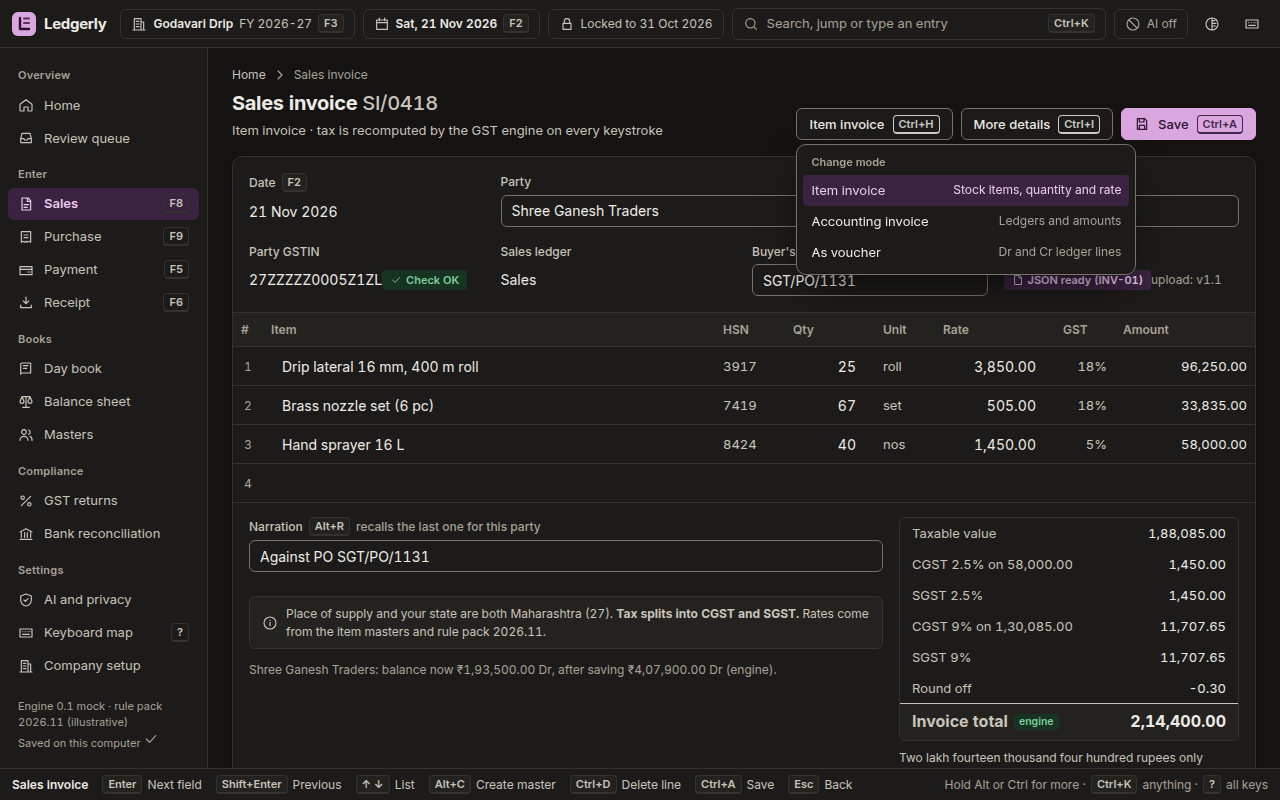 Ledgerly
Godavari Drip FY 2026-27 F3
Sat, 21 Nov 2026 F2
Locked to 31 Oct 2026
Search, jump or type an entry Ctrl+K
AI off
Overview
Home
Review queue
Enter
Sales F8
Purchase F9
Payment F5
Receipt F6
Books
Day book
Balance sheet
Masters
Compliance
GST returns
Bank reconciliation
Settings
AI and privacy
Keyboard map ?
Company setup
Engine 0.1 mock · rule pack
2026.11 (illustrative)
Saved on this computer
Home > Sales invoice
Sales invoice SI/0418
Item invoice · tax is recomputed by the GST engine on every keystroke
Item invoice Ctrl+H
More details Ctrl+I
Save Ctrl+A
Change mode
Item invoice Stock items, quantity and rate
Accounting invoice Ledgers and amounts
As voucher Dr and Cr ledger lines
Date F2
21 Nov 2026
Party
Shree Ganesh Traders
Party GSTIN
27ZZZZZ0005Z1ZL Check OK
Sales ledger
Sales
Buyer's
SGT/PO/1131
JSON ready (INV-01) upload: v1.1
# Item HSN Qty Unit Rate GST Amount
1 Drip lateral 16 mm, 400 m roll 3917 25 roll 3,850.00 18% 96,250.00
2 Brass nozzle set (6 pc) 7419 67 set 505.00 18% 33,835.00
3 Hand sprayer 16 L 8424 40 nos 1,450.00 5% 58,000.00
4
Narration Alt+R recalls the last one for this party
Against PO SGT/PO/1131
Place of supply and your state are both Maharashtra (27). Tax splits into CGST and SGST. Rates come
from the item masters and rule pack 2026.11.
Shree Ganesh Traders: balance now ₹1,93,500.00 Dr, after saving ₹4,07,900.00 Dr (engine).
Taxable value 1,88,085.00
CGST 2.5% on 58,000.00 1,450.00
SGST 2.5% 1,450.00
CGST 9% on 1,30,085.00 11,707.65
SGST 9% 11,707.65
Round off -0.30
Invoice total engine 2,14,400.00
Two lakh fourteen thousand four hundred rupees only
Sales invoice Enter Next field Shift+Enter Previous ↑↓ List Alt+C Create master Ctrl+D Delete line Ctrl+A Save Esc Back Hold Alt or Ctrl for more · Ctrl+K anything · ? all keys